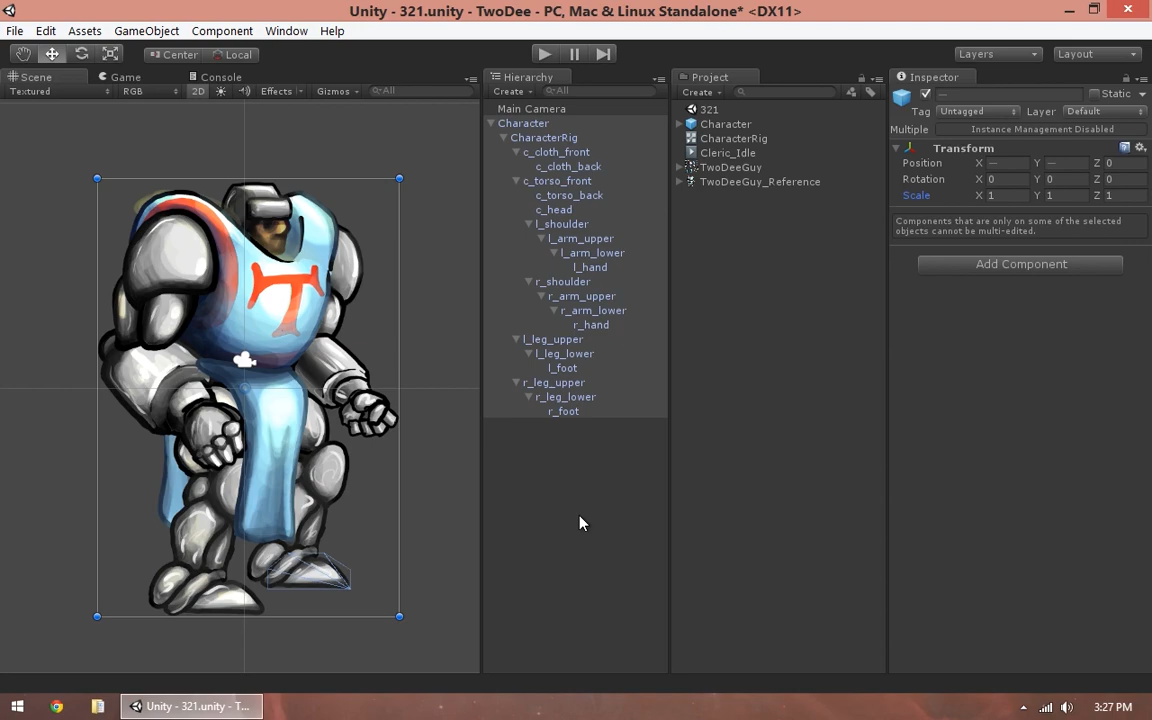 Unity - 321.unity - TwoDee - PC, Mac & Linux Standalone* <DX11>
File Edit Assets GameObject Component Window Help
Center Local Layers Layout
Scene Game Console
Textured RGB 2D Effects Gizmos All
Hierarchy
Create All
Main Camera
Character
CharacterRig
c_cloth_front
c_cloth_back
c_torso_front
c_torso_back
c_head
l_shoulder
l_arm_upper
l_arm_lower
l_hand
r_shoulder
r_arm_upper
r_arm_lower
r_hand
l_leg_upper
l_leg_lower
l_foot
r_leg_upper
r_leg_lower
r_foot
Project
Create
321
Character
CharacterRig
Cleric_Idle
TwoDeeGuy
TwoDeeGuy_Reference
Inspector
— Static
Tag Untagged Layer Default
Multiple Instance Management Disabled
Transform
Position X — Y — Z 0
Rotation X 0 Y 0 Z 0
Scale X 1 Y 1 Z 1
Components that are only on some of the selected
objects cannot be multi-edited.
Add Component
T
Unity - 321.unity - T...
3:27 PM